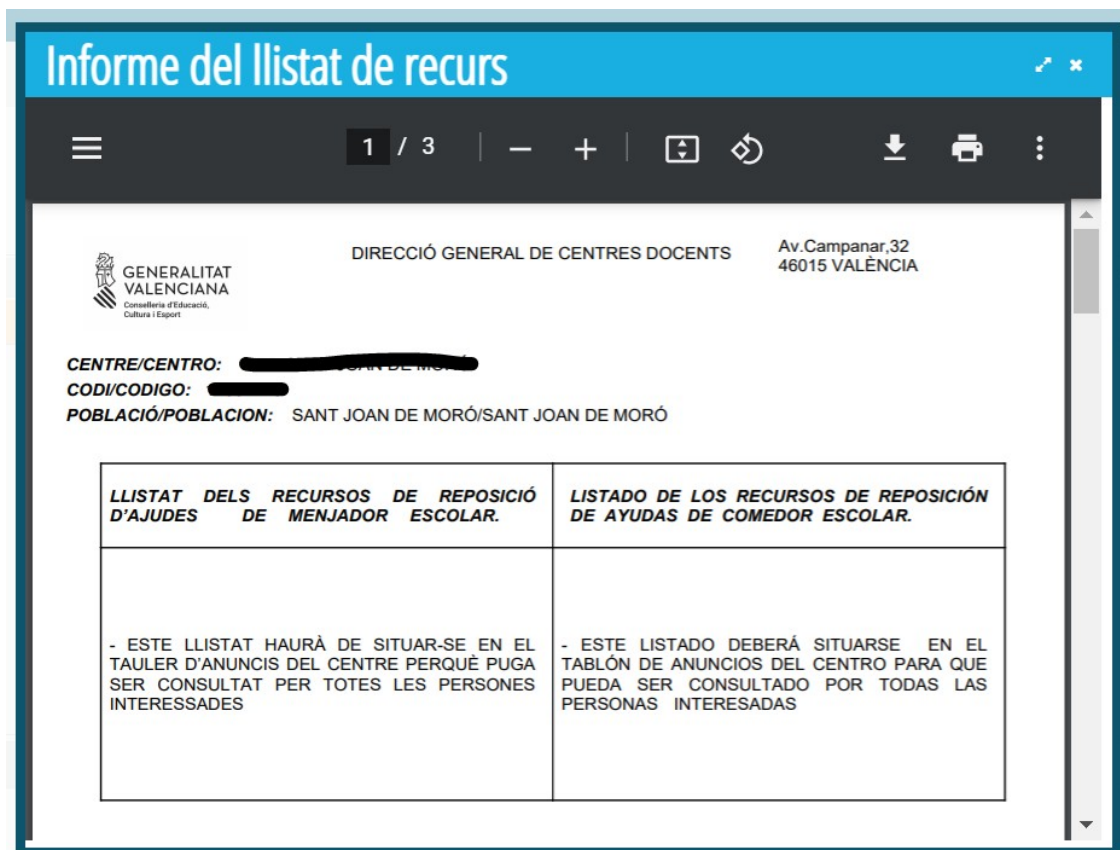 Informe del llistat de recurs
1 / 3
GENERALITAT
VALENCIANA
Conselleria d'Educació,
Cultura i Esport
DIRECCIÓ GENERAL DE CENTRES DOCENTS
Av.Campanar,32
46015 VALÈNCIA
CENTRE/CENTRO:
CODI/CODIGO:
POBLACIÓ/POBLACION: SANT JOAN DE MORÓ/SANT JOAN DE MORÓ
LLISTAT DELS RECURSOS DE REPOSICIÓ
D'AJUDES DE MENJADOR ESCOLAR.
LISTADO DE LOS RECURSOS DE REPOSICIÓN
DE AYUDAS DE COMEDOR ESCOLAR.
- ESTE LLISTAT HAURÀ DE SITUAR-SE EN EL
TAULER D'ANUNCIS DEL CENTRE PERQUÈ PUGA
SER CONSULTAT PER TOTES LES PERSONES
INTERESSADES
- ESTE LISTADO DEBERÁ SITUARSE EN EL
TABLÓN DE ANUNCIOS DEL CENTRO PARA QUE
PUEDA SER CONSULTADO POR TODAS LAS
PERSONAS INTERESADAS